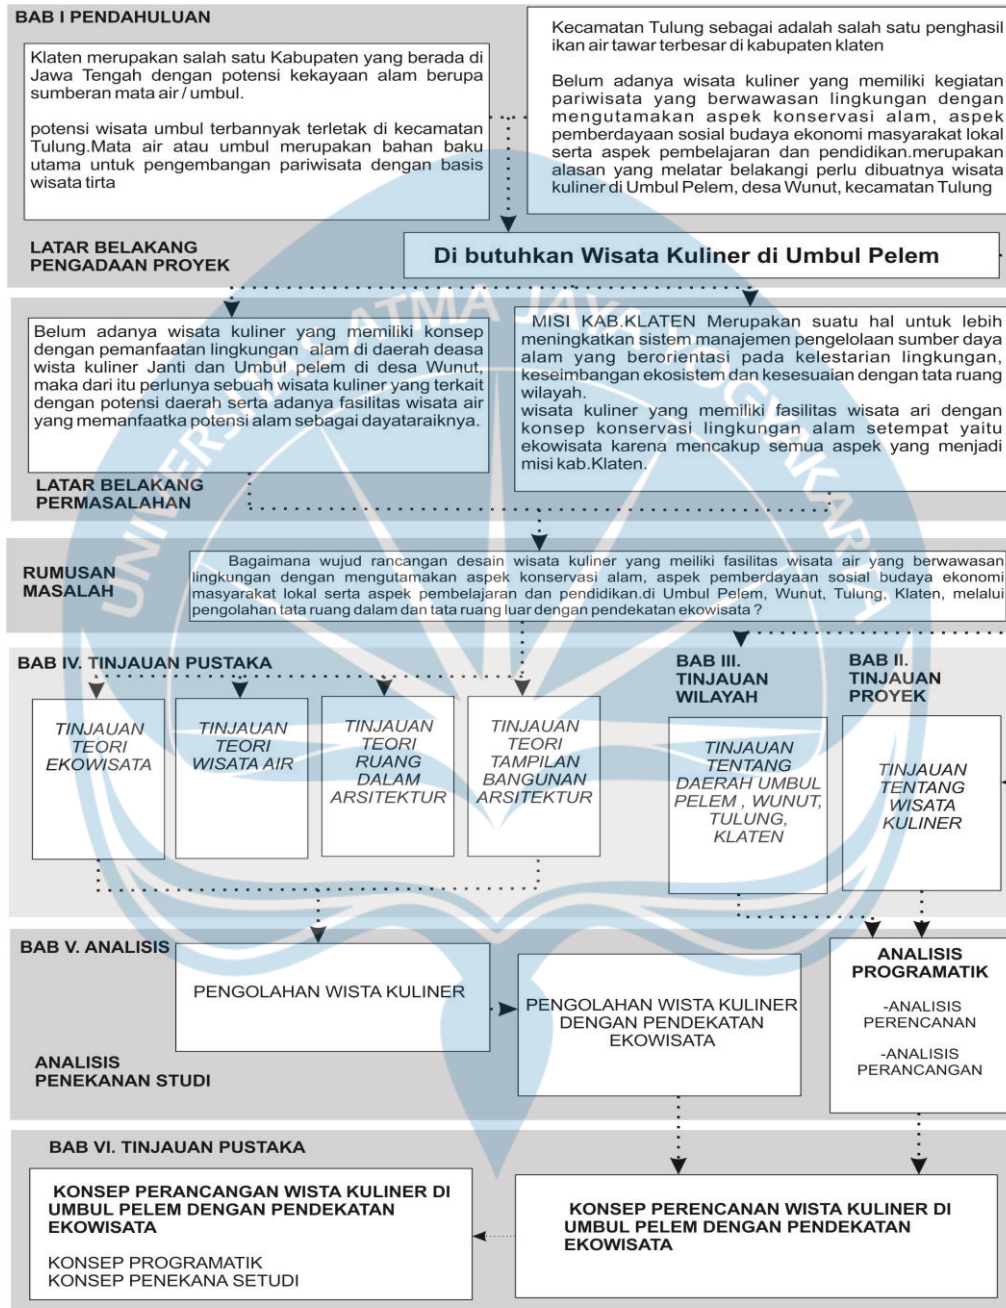 BAB I PENDAHULUAN
Klaten merupakan salah satu Kabupaten yang berada di
Jawa Tengah dengan potensi kekayaan alam berupa
sumberan mata air / umbul.
potensi wisata umbul terbannyak terletak di kecamatan
Tulung.Mata air atau umbul merupakan bahan baku
utama untuk pengembangan pariwisata dengan basis
wisata tirta
Kecamatan Tulung sebagai adalah salah satu penghasil
ikan air tawar terbesar di kabupaten klaten
Belum adanya wisata kuliner yang memiliki kegiatan
pariwisata yang berwawasan lingkungan dengan
mengutamakan aspek konservasi alam, aspek
pemberdayaan sosial budaya ekonomi masyarakat lokal
serta aspek pembelajaran dan pendidikan.merupakan
alasan yang melatar belakangi perlu dibuatnya wisata
kuliner di Umbul Pelem, desa Wunut, kecamatan Tulung
LATAR BELAKANG
PENGADAAN PROYEK
Di butuhkan Wisata Kuliner di Umbul Pelem
Belum adanya wisata kuliner yang memiliki konsep
dengan pemanfaatan lingkungan alam di daerah deasa
wista kuliner Janti dan Umbul pelem di desa Wunut,
maka dari itu perlunya sebuah wisata kuliner yang terkait
dengan potensi daerah serta adanya fasilitas wisata air
yang memanfaatka potensi alam sebagai dayataraiknya.
MISI KAB.KLATEN Merupakan suatu hal untuk lebih
meningkatkan sistem manajemen pengelolaan sumber daya
alam yang berorientasi pada kelestarian lingkungan,
keseimbangan ekosistem dan kesesuaian dengan tata ruang
wilayah.
wisata kuliner yang memiliki fasilitas wisata ari dengan
konsep konservasi lingkungan alam setempat yaitu
ekowisata karena mencakup semua aspek yang menjadi
misi kab.Klaten.
LATAR BELAKANG
PERMASALAHAN
RUMUSAN
MASALAH
Bagaimana wujud rancangan desain wisata kuliner yang meiliki fasilitas wisata air yang berwawasan
lingkungan dengan mengutamakan aspek konservasi alam, aspek pemberdayaan sosial budaya ekonomi
masyarakat lokal serta aspek pembelajaran dan pendidikan.di Umbul Pelem, Wunut, Tulung, Klaten, melalui
pengolahan tata ruang dalam dan tata ruang luar dengan pendekatan ekowisata ?
BAB IV. TINJAUAN PUSTAKA
TINJAUAN
TEORI
EKOWISATA
TINJAUAN
TEORI
WISATA AIR
TINJAUAN
TEORI
RUANG
DALAM
ARSITEKTUR
TINJAUAN
TEORI
TAMPILAN
BANGUNAN
ARSITEKTUR
BAB III.
TINJAUAN
WILAYAH
TINJAUAN
TENTANG
DAERAH UMBUL
PELEM , WUNUT,
TULUNG,
KLATEN
BAB II.
TINJAUAN
PROYEK
TINJAUAN
TENTANG
WISATA
KULINER
BAB V. ANALISIS
PENGOLAHAN WISTA KULINER
PENGOLAHAN WISTA KULINER
DENGAN PENDEKATAN
EKOWISATA
ANALISIS
PROGRAMATIK
-ANALISIS
PERENCANAN
-ANALISIS
PERANCANGAN
ANALISIS
PENEKANAN STUDI
BAB VI. TINJAUAN PUSTAKA
KONSEP PERANCANGAN WISTA KULINER DI
UMBUL PELEM DENGAN PENDEKATAN
EKOWISATA
KONSEP PROGRAMATIK
KONSEP PENEKANA SETUDI
KONSEP PERENCANAN WISTA KULINER DI
UMBUL PELEM DENGAN PENDEKATAN
EKOWISATA
UNIVERSITAS ATMA JAYA YOGYAKARTA